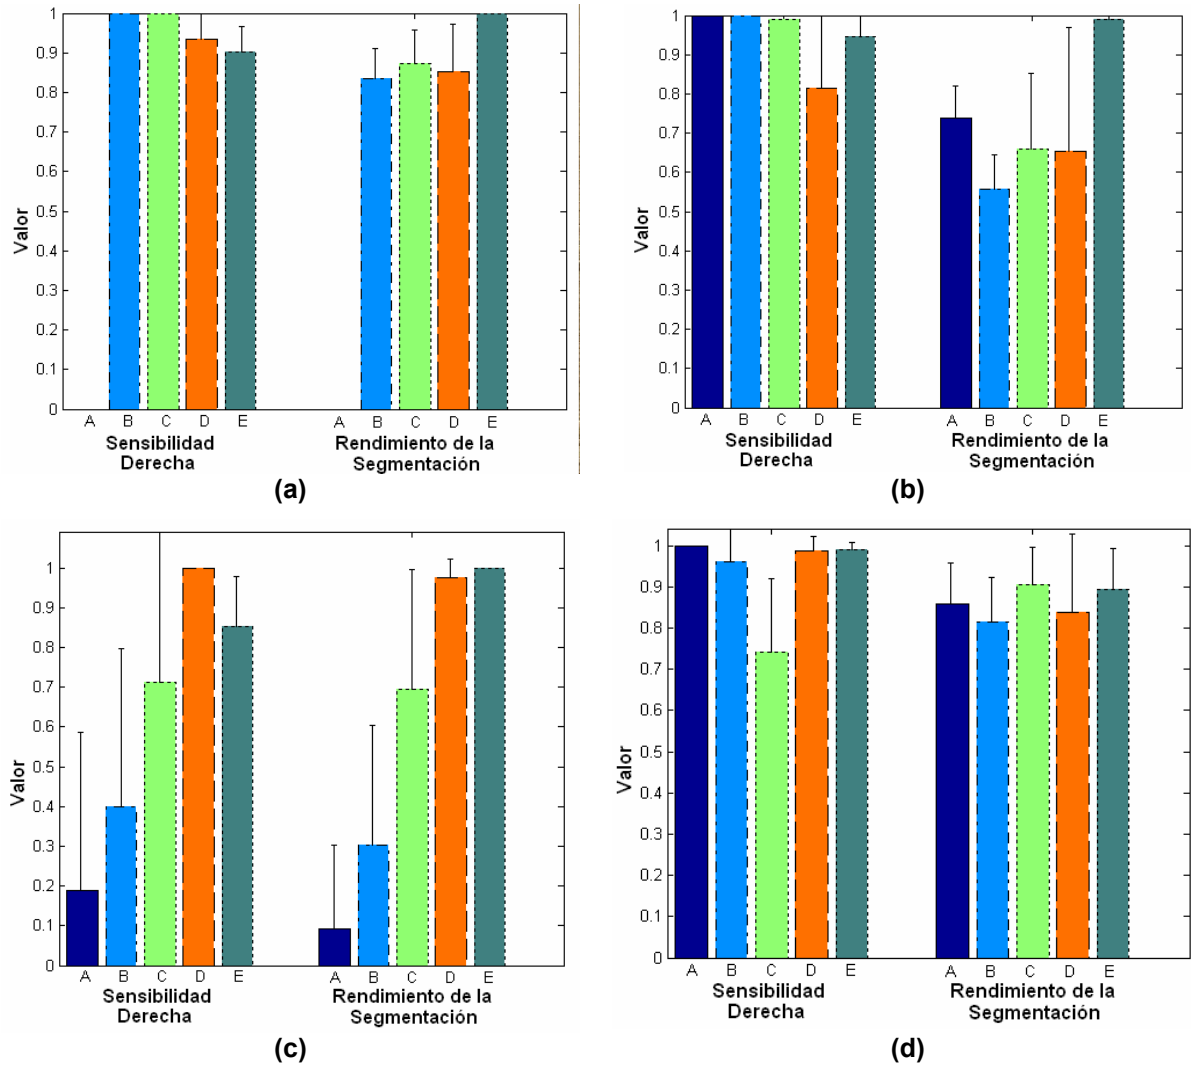 1
0.9
0.8
0.7
0.6
0.5
0.4
0.3
0.2
0.1
0
Valor
A B C D E A B C D E
Sensibilidad
Derecha
Rendimiento de la
Segmentación
(a)
1
0.9
0.8
0.7
0.6
0.5
0.4
0.3
0.2
0.1
0
Valor
A B C D E A B C D E
Sensibilidad
Derecha
Rendimiento de la
Segmentación
(b)
1
0.9
0.8
0.7
0.6
0.5
0.4
0.3
0.2
0.1
0
Valor
A B C D E A B C D E
Sensibilidad
Derecha
Rendimiento de la
Segmentación
(c)
1
0.9
0.8
0.7
0.6
0.5
0.4
0.3
0.2
0.1
0
Valor
A B C D E A B C D E
Sensibilidad
Derecha
Rendimiento de la
Segmentación
(d)